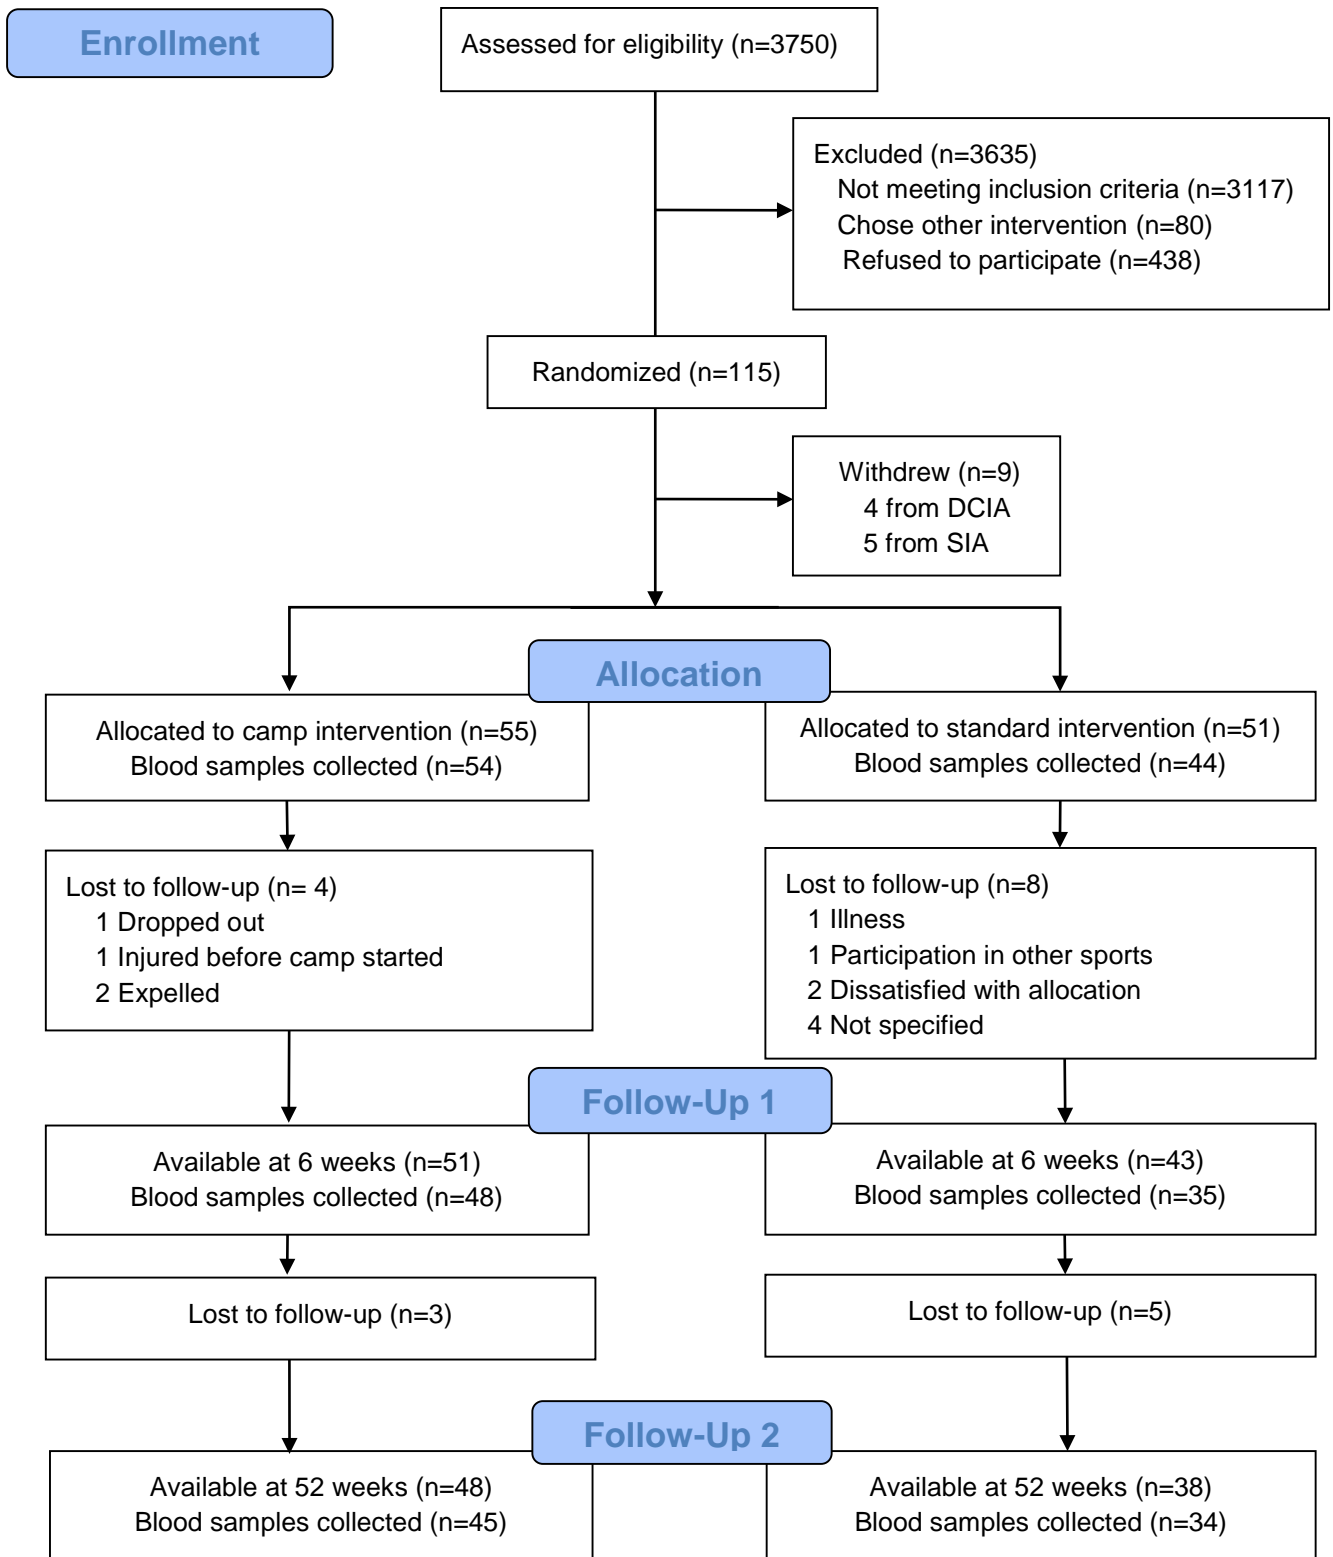 Enrollment
Assessed for eligibility (n=3750)
Excluded (n=3635)
Not meeting inclusion criteria (n=3117)
Chose other intervention (n=80)
Refused to participate (n=438)
Randomized (n=115)
Withdrew (n=9)
4 from DCIA
5 from SIA
Allocation
Allocated to camp intervention (n=55)
Blood samples collected (n=54)
Allocated to standard intervention (n=51)
Blood samples collected (n=44)
Lost to follow-up (n= 4)
1 Dropped out
1 Injured before camp started
2 Expelled
Lost to follow-up (n=8)
1 Illness
1 Participation in other sports
2 Dissatisfied with allocation
4 Not specified
Follow-Up 1
Available at 6 weeks (n=51)
Blood samples collected (n=48)
Available at 6 weeks (n=43)
Blood samples collected (n=35)
Lost to follow-up (n=3)
Lost to follow-up (n=5)
Follow-Up 2
Available at 52 weeks (n=48)
Blood samples collected (n=45)
Available at 52 weeks (n=38)
Blood samples collected (n=34)